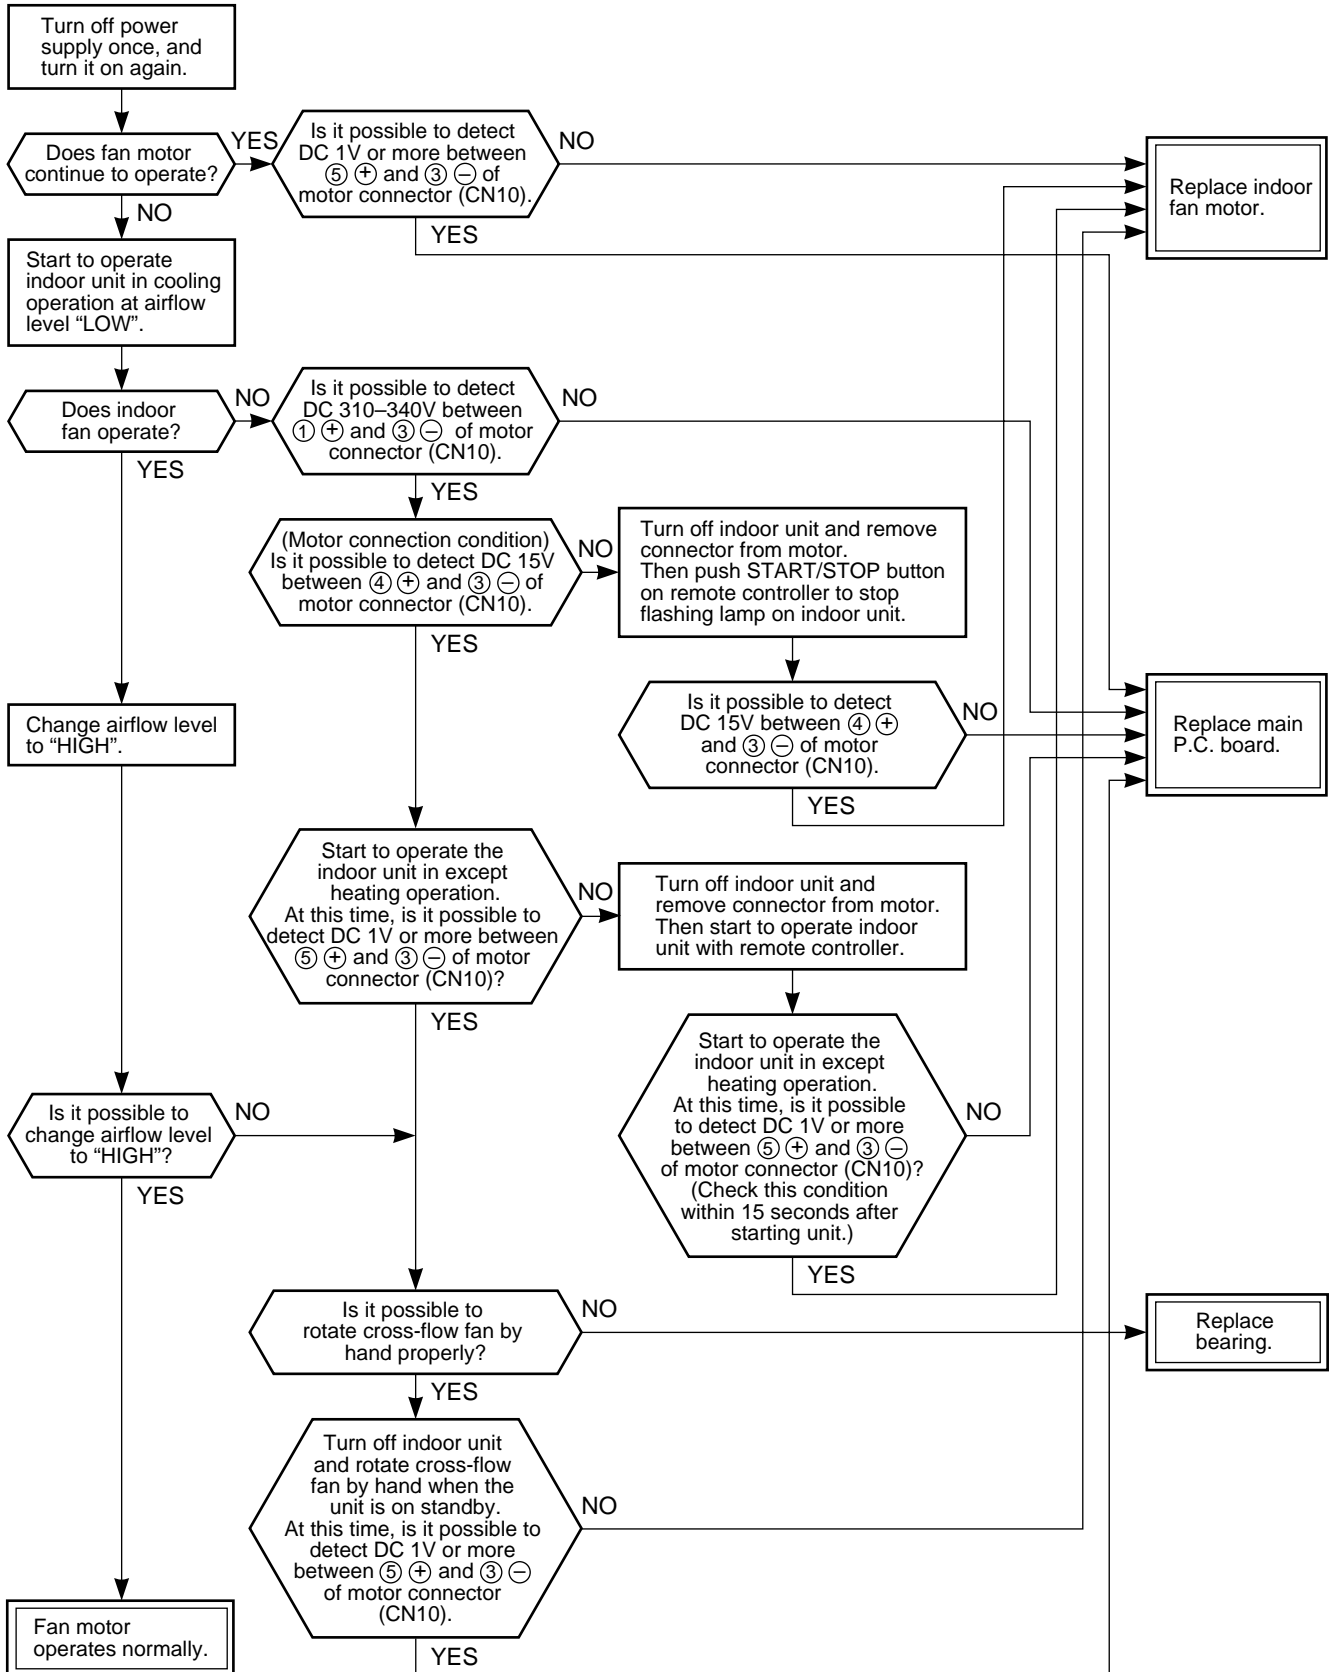 Turn off power
supply once, and
turn it on again.
Does fan motor
continue to operate?
YES
Is it possible to detect
DC 1V or more between
⑤ ⊕ and ③ ⊖ of
motor connector (CN10).
NO
Replace indoor
fan motor.
NO
YES
Start to operate
indoor unit in cooling
operation at airflow
level “LOW”.
Does indoor
fan operate?
NO
Is it possible to detect
DC 310–340V between
① ⊕ and ③ ⊖ of motor
connector (CN10).
NO
YES
YES
(Motor connection condition)
Is it possible to detect DC 15V
between ④ ⊕ and ③ ⊖ of
motor connector (CN10).
NO
Turn off indoor unit and remove
connector from motor.
Then push START/STOP button
on remote controller to stop
flashing lamp on indoor unit.
YES
Is it possible to detect
DC 15V between ④ ⊕
and ③ ⊖ of motor
connector (CN10).
NO
Replace main
P.C. board.
YES
Change airflow level
to “HIGH”.
Start to operate the
indoor unit in except
heating operation.
At this time, is it possible to
detect DC 1V or more between
⑤ ⊕ and ③ ⊖ of motor
connector (CN10)?
NO
Turn off indoor unit and
remove connector from motor.
Then start to operate indoor
unit with remote controller.
YES
Start to operate the
indoor unit in except
heating operation.
At this time, is it possible
to detect DC 1V or more
between ⑤ ⊕ and ③ ⊖
of motor connector (CN10)?
(Check this condition
within 15 seconds after
starting unit.)
NO
YES
Is it possible to
change airflow level
to “HIGH”?
NO
YES
Is it possible to
rotate cross-flow fan by
hand properly?
NO
Replace
bearing.
YES
Turn off indoor unit
and rotate cross-flow
fan by hand when the
unit is on standby.
At this time, is it possible to
detect DC 1V or more
between ⑤ ⊕ and ③ ⊖
of motor connector
(CN10).
NO
YES
Fan motor
operates normally.